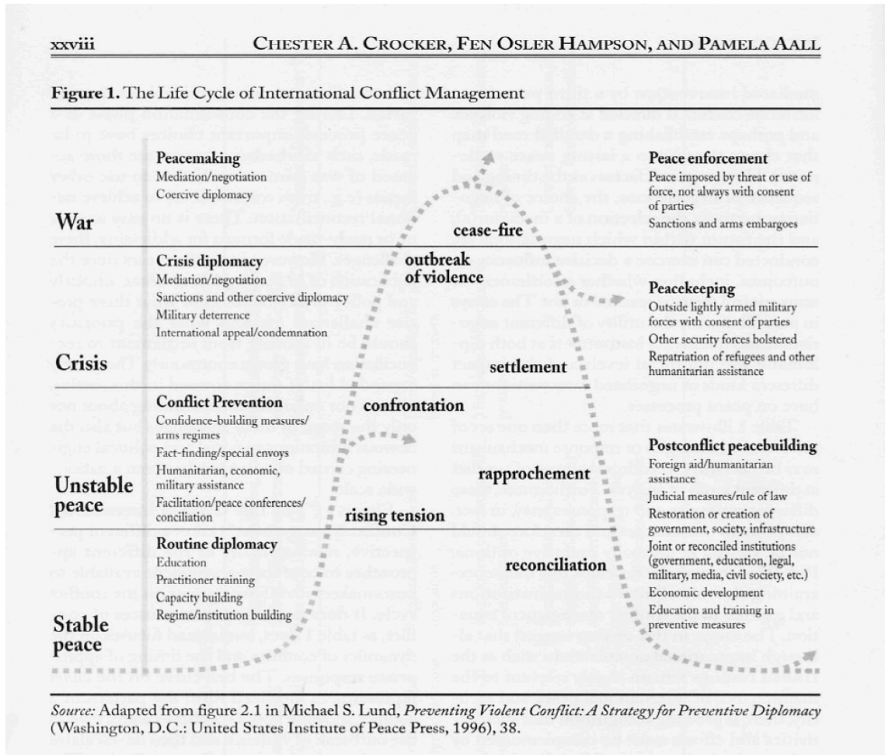 xxviii CHESTER A. CROCKER, FEN OSLER HAMPSON, AND PAMELA AALL
Figure 1. The Life Cycle of International Conflict Management
War
Peacemaking
Mediation/negotiation
Coercive diplomacy
cease-fire
Peace enforcement
Peace imposed by threat or use of
force, not always with consent
of parties
Sanctions and arms embargoes
Crisis
Crisis diplomacy
Mediation/negotiation
Sanctions and other coercive diplomacy
Military deterrence
International appeal/condemnation
outbreak
of violence
settlement
Peacekeeping
Outside lightly armed military
forces with consent of parties
Other security forces bolstered
Repatriation of refugees and other
humanitarian assistance
Unstable
peace
Conflict Prevention
Confidence-building measures/
arms regimes
Fact-finding/special envoys
Humanitarian, economic,
military assistance
Facilitation/peace conferences/
conciliation
confrontation
rising tension
rapprochement
Postconflict peacebuilding
Foreign aid/humanitarian
assistance
Judicial measures/rule of law
Restoration or creation of
government, society, infrastructure
Joint or reconciled institutions
(government, education, legal,
military, media, civil society, etc.)
Economic development
Education and training in
preventive measures
Stable
peace
Routine diplomacy
Education
Practitioner training
Capacity building
Regime/institution building
reconciliation
Source: Adapted from figure 2.1 in Michael S. Lund, Preventing Violent Conflict: A Strategy for Preventive Diplomacy
(Washington, D.C.: United States Institute of Peace Press, 1996), 38.